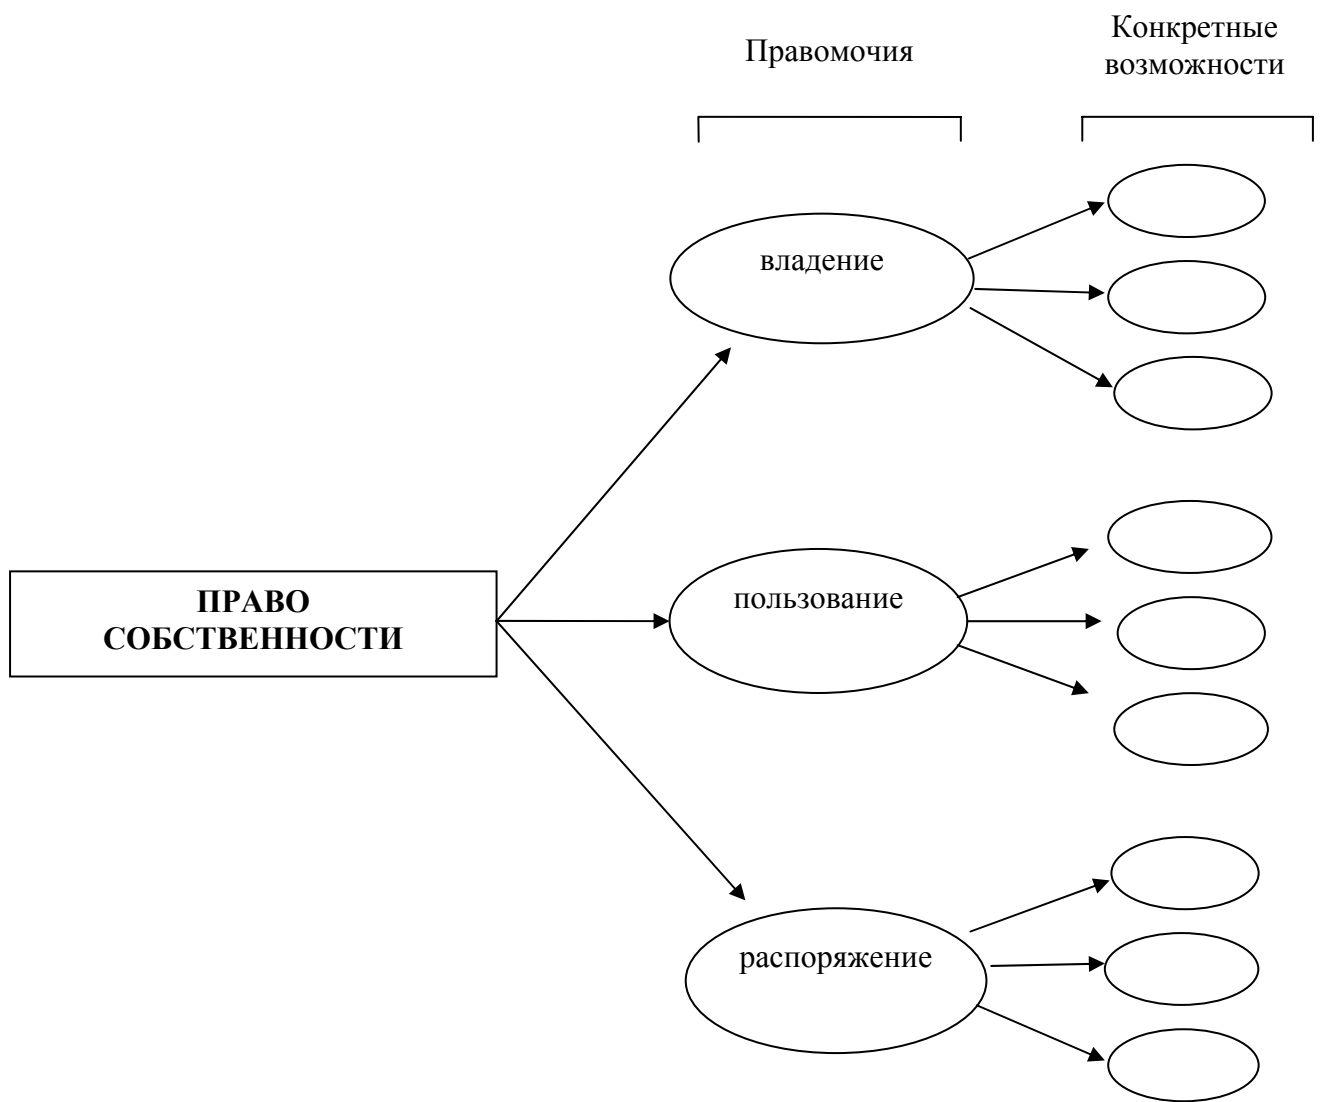 Правомочия
Конкретные
возможности
владение
ПРАВО
СОБСТВЕННОСТИ
пользование
распоряжение